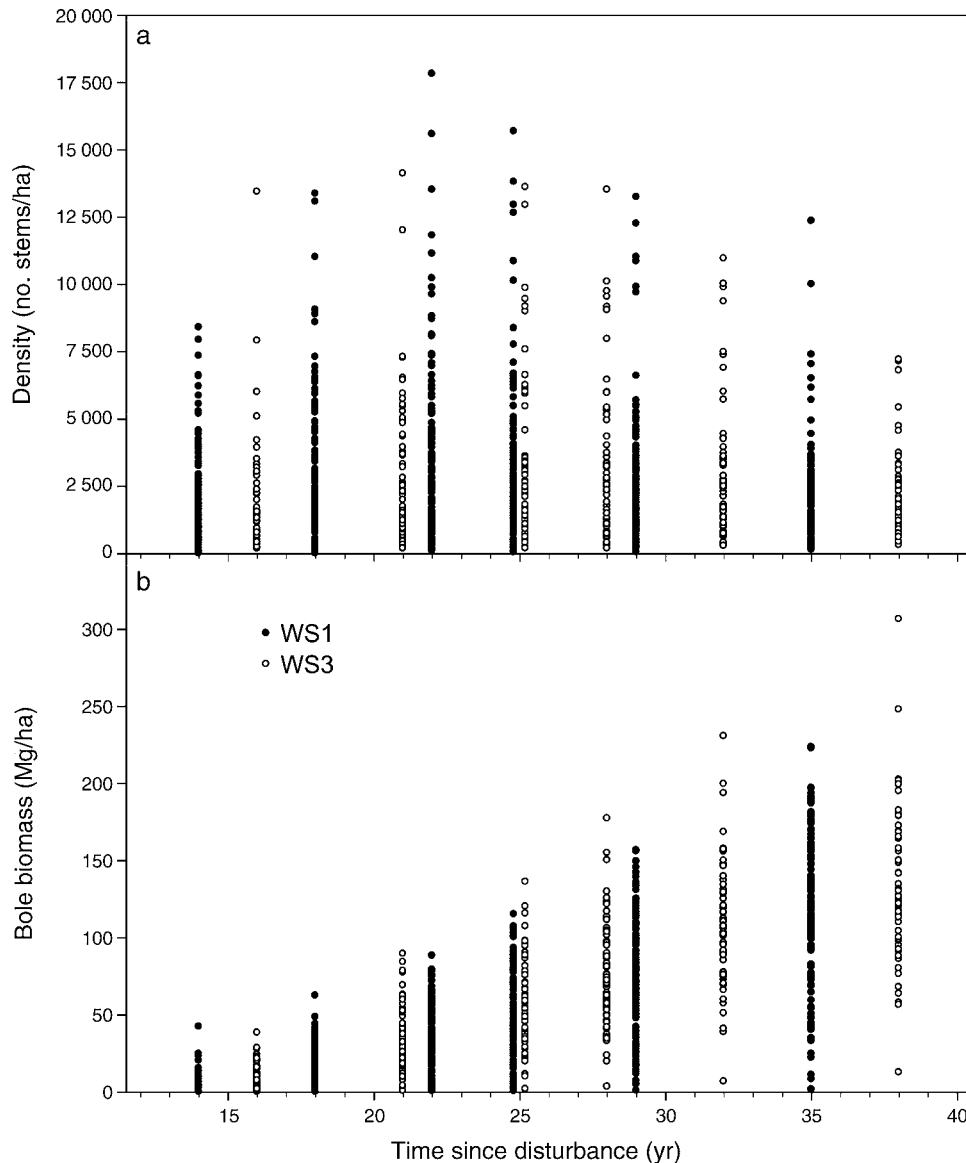 a
20 000
17 500
15 000
12 500
10 000
7 500
5 000
2 500
0
Density (no. stems/ha)
b
WS1
WS3
300
250
200
150
100
50
0
Bole biomass (Mg/ha)
15 20 25 30 35 40
Time since disturbance (yr)